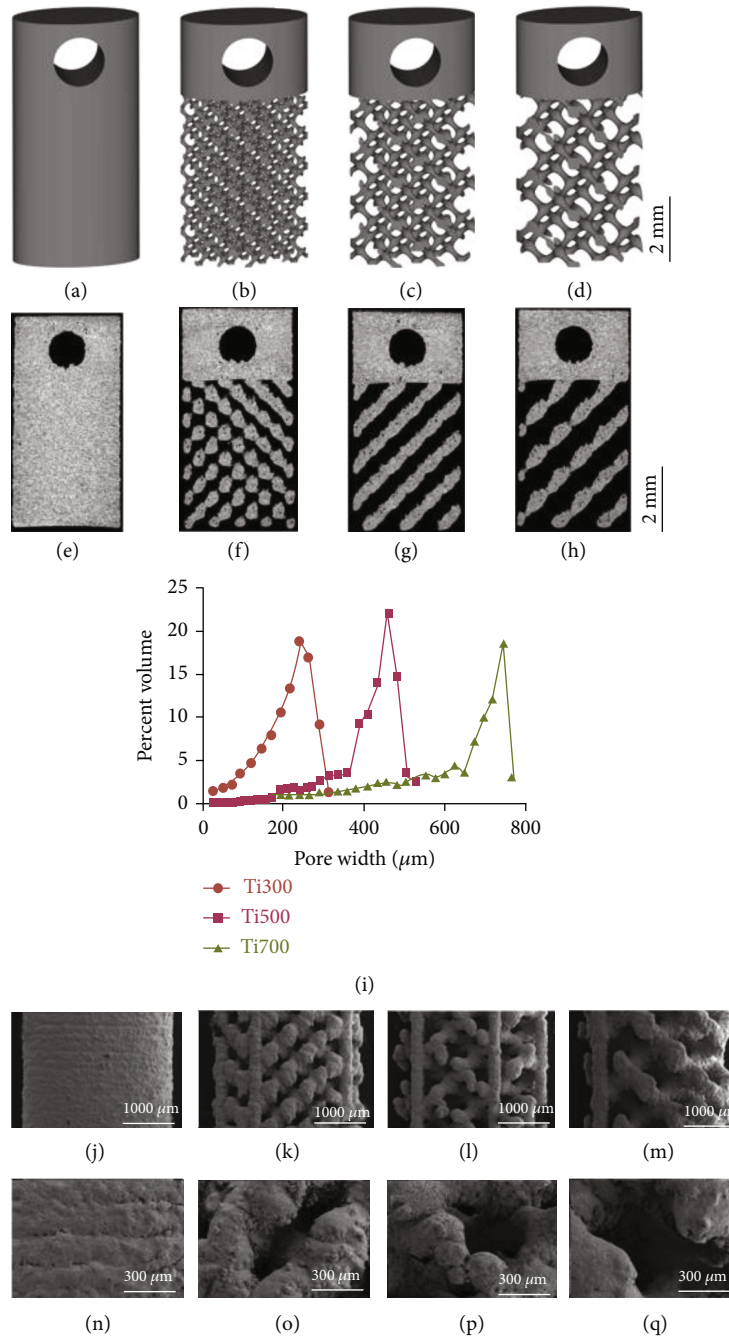 2 mm
(a) (b) (c) (d)
2 mm
(e) (f) (g) (h)
25
20
15
10
5
0
Percent volume
0 200 400 600 800
Pore width (μm)
Ti300
Ti500
Ti700
(i)
1000 μm 1000 μm 1000 μm 1000 μm
(j) (k) (l) (m)
300 μm 300 μm 300 μm 300 μm
(n) (o) (p) (q)